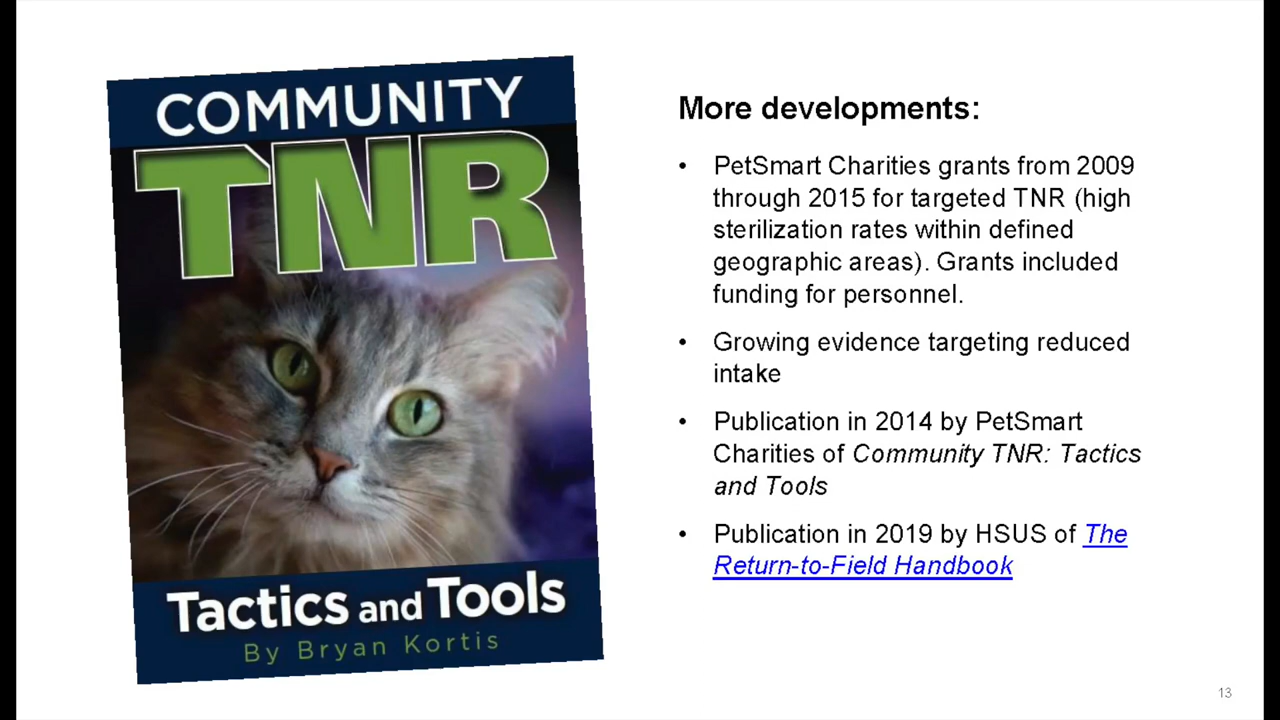 COMMUNITY
TNR
Tactics and Tools
By Bryan Kortis
More developments:
• PetSmart Charities grants from 2009
through 2015 for targeted TNR (high
sterilization rates within defined
geographic areas). Grants included
funding for personnel.
• Growing evidence targeting reduced
intake
• Publication in 2014 by PetSmart
Charities of Community TNR: Tactics
and Tools
• Publication in 2019 by HSUS of The
Return-to-Field Handbook
13